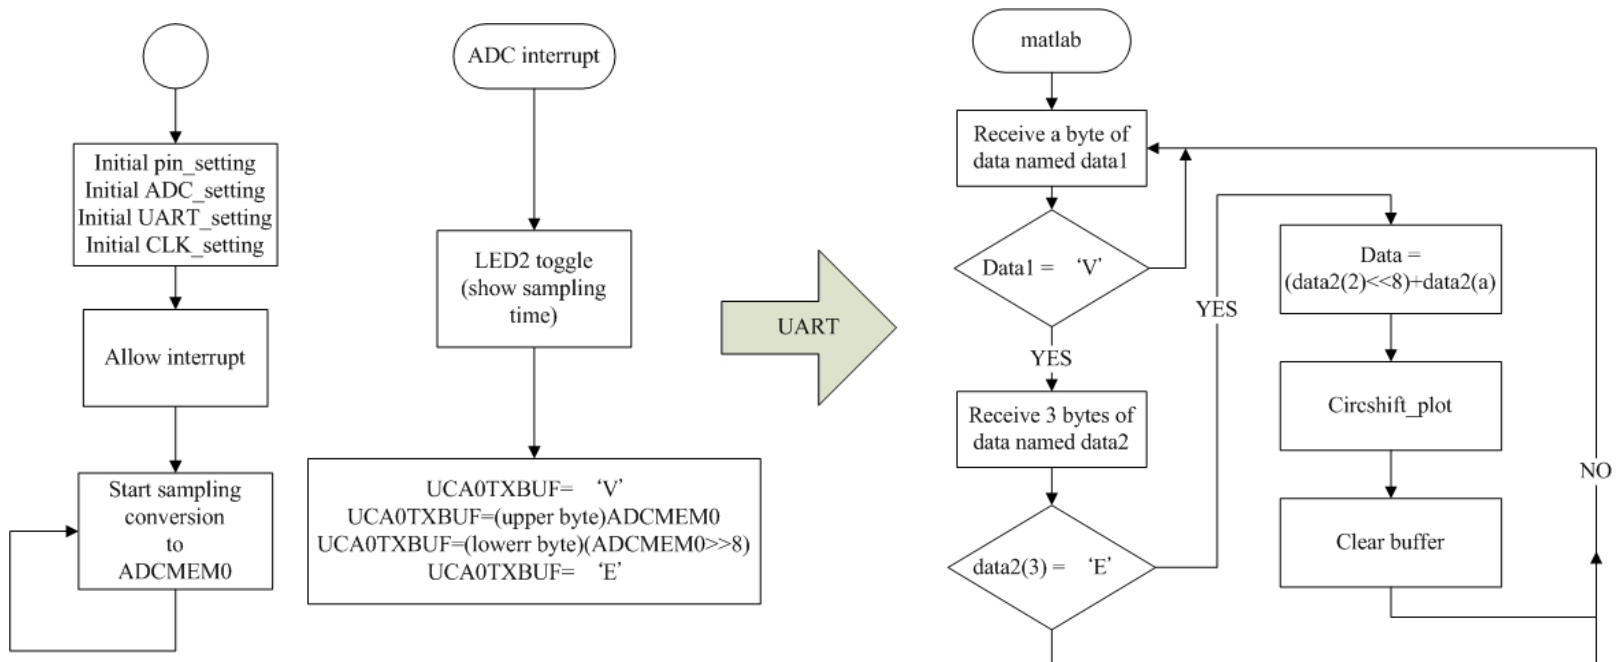 Initial pin_setting
Initial ADC_setting
Initial UART_setting
Initial CLK_setting
Allow interrupt
Start sampling
conversion
to
ADCMEM0
ADC interrupt
LED2 toggle
(show sampling
time)
UCA0TXBUF= ‘V’
UCA0TXBUF=(upper byte)ADCMEM0
UCA0TXBUF=(lowerr byte)(ADCMEM0>>8)
UCA0TXBUF= ‘E’
UART
matlab
Receive a byte of
data named data1
Data1 = ‘V’
YES
Receive 3 bytes of
data named data2
data2(3) = ‘E’
YES
Data =
(data2(2)<<8)+data2(a)
Circshift_plot
Clear buffer
NO